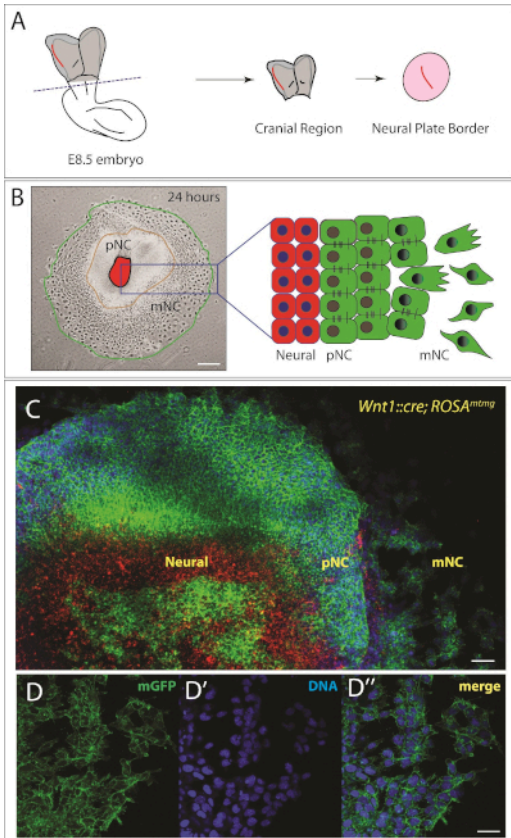 A
E8.5 embryo
Cranial Region
Neural Plate Border
B
24 hours
pNC
mNC
Neural
pNC
mNC
C
Wnt1::cre; ROSAmtmg
Neural
pNC
mNC
D
mGFP
D'
DNA
D''
merge